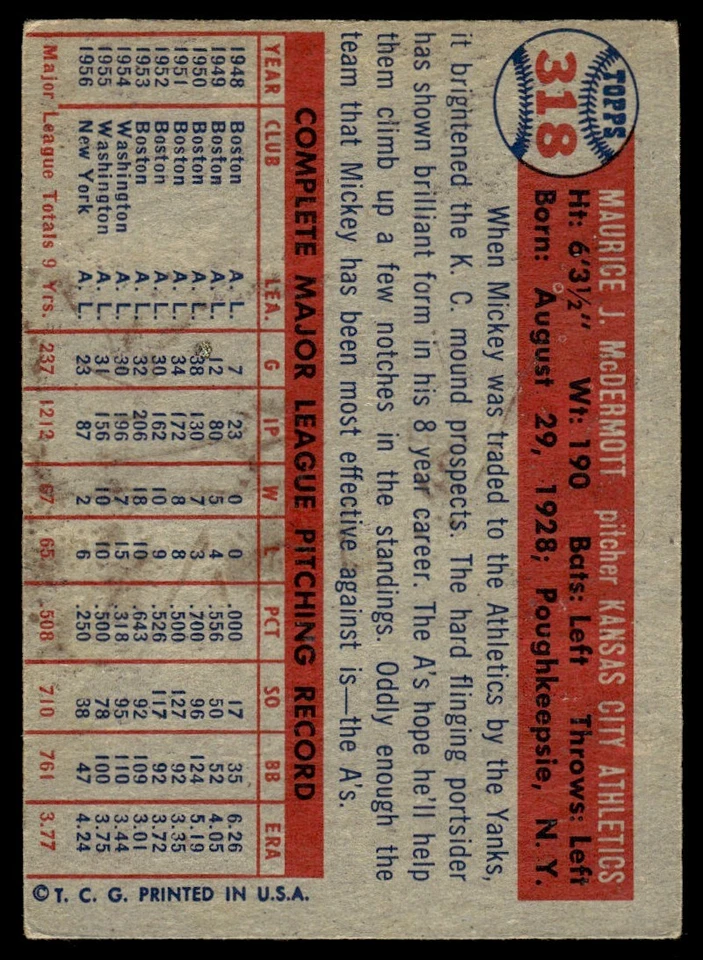 TOPPS
318
MAURICE J. McDERMOTT pitcher KANSAS CITY ATHLETICS
Ht: 6'3½" Wt: 190 Bats: Left Throws: Left
Born: August 29, 1928; Poughkeepsie, N. Y.
When Mickey was traded to the Athletics by the Yanks,
it brightened the K. C. mound prospects. The hard flinging portsider
has shown brilliant form in his 8 year career. The A's hope he'll help
them climb up a few notches in the standings. Oddly enough the
team that Mickey has been most effective against is—the A's.
COMPLETE MAJOR LEAGUE PITCHING RECORD
YEAR CLUB LEA. G IP W L PCT SO BB ERA
1948 Boston A. L. 7 23 0 0 .000 17 35 6.26
1949 Boston A. L. 12 80 5 4 .556 50 52 4.05
1950 Boston A. L. 38 130 7 3 .700 96 124 5.19
1951 Boston A. L. 34 172 8 8 .500 127 92 3.35
1952 Boston A. L. 30 162 10 9 .526 117 92 3.72
1953 Boston A. L. 32 206 18 10 .643 92 109 3.01
1954 Washington A. L. 30 196 7 15 .318 95 110 3.44
1955 Washington A. L. 31 156 10 10 .500 78 100 3.75
1956 New York A. L. 23 87 2 6 .250 38 47 4.24
Major League Totals 9 Yrs. 237 1212 67 65 .508 710 761 3.77
© T. C. G. PRINTED IN U.S.A.